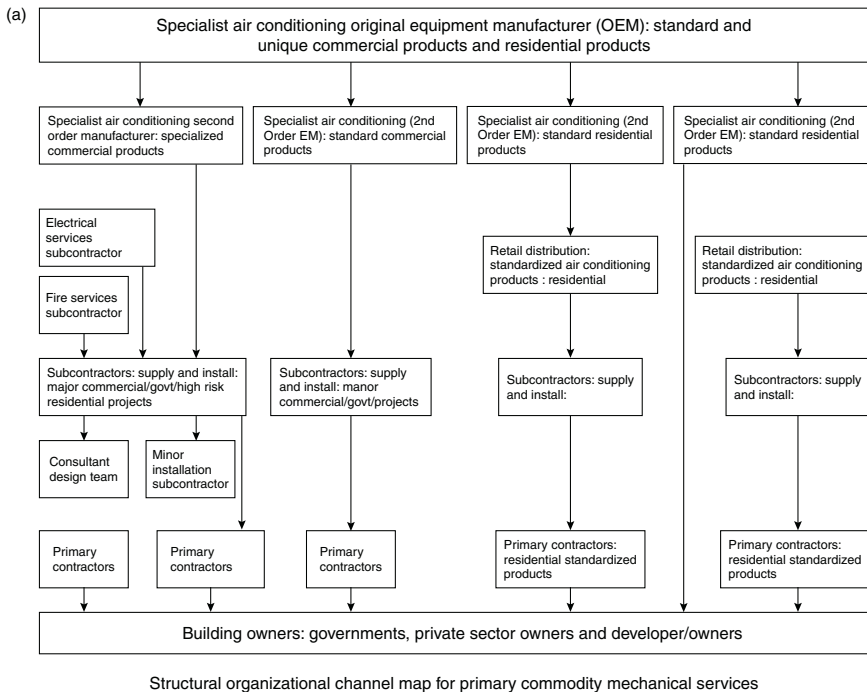 (a)
Specialist air conditioning original equipment manufacturer (OEM): standard and
unique commercial products and residential products
Specialist air conditioning second
order manufacturer: specialized
commercial products
Specialist air conditioning (2nd
Order EM): standard commercial
products
Specialist air conditioning (2nd
Order EM): standard residential
products
Specialist air conditioning (2nd
Order EM): standard residential
products
Electrical
services
subcontractor
Fire services
subcontractor
Retail distribution:
standardized air conditioning
products : residential
Retail distribution:
standardized air conditioning
products : residential
Subcontractors: supply and install:
major commercial/govt/high risk
residential projects
Subcontractors: supply
and install: manor
commercial/govt/projects
Subcontractors: supply
and install:
Subcontractors: supply
and install:
Consultant
design team
Minor
installation
subcontractor
Primary
contractors
Primary
contractors
Primary
contractors
Primary contractors:
residential standardized
products
Primary contractors:
residential standardized
products
Building owners: governments, private sector owners and developer/owners
Structural organizational channel map for primary commodity mechanical services